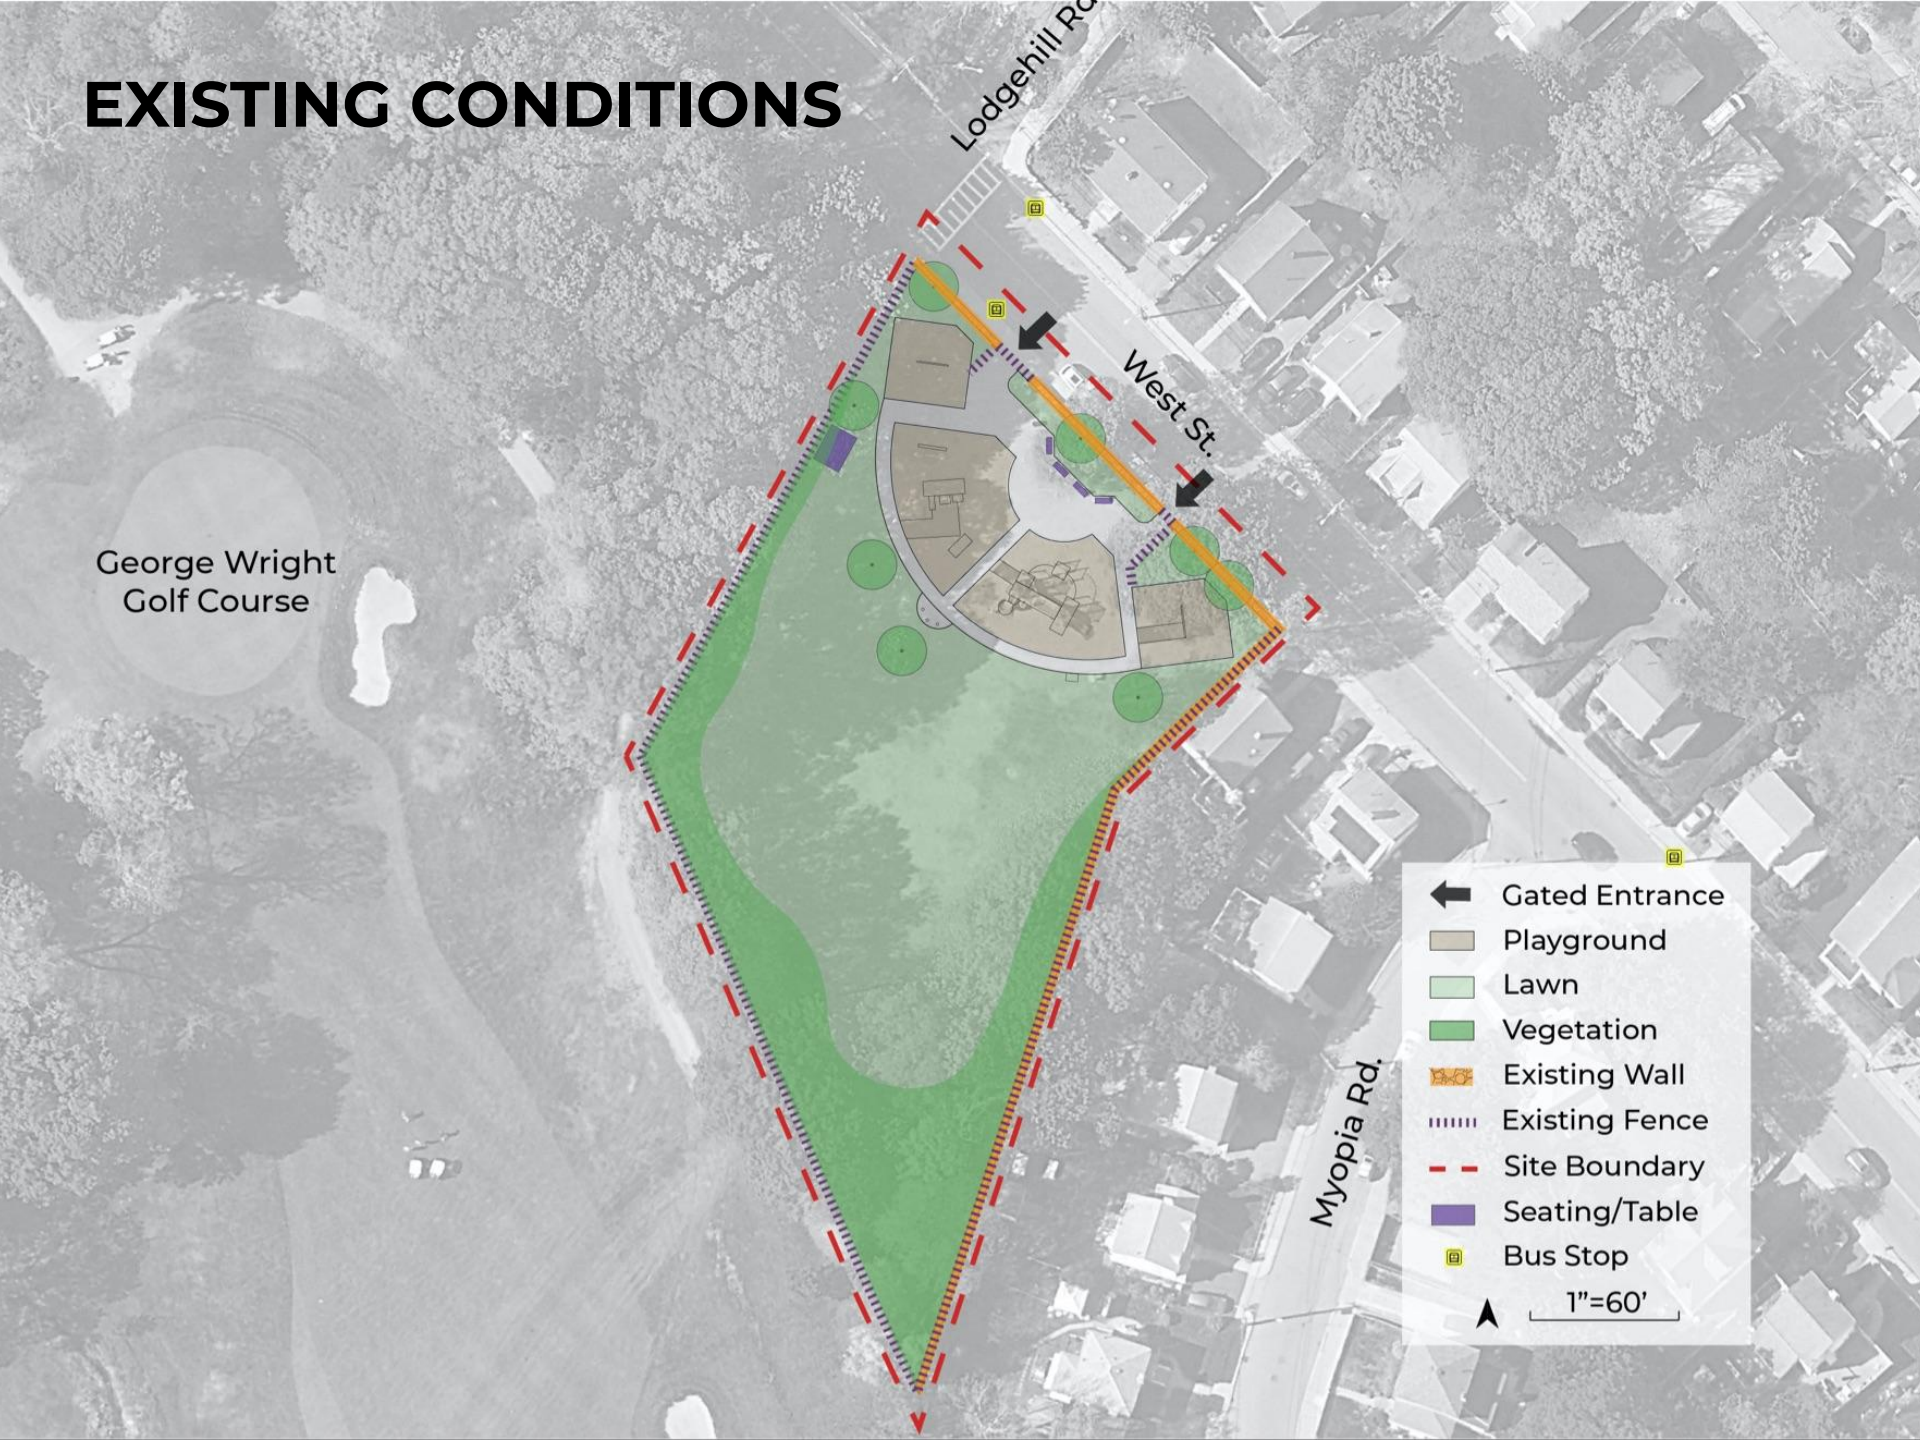 EXISTING CONDITIONS
Lodgehill Rd
West St.
George Wright
Golf Course
Myopia Rd.
Gated Entrance
Playground
Lawn
Vegetation
Existing Wall
Existing Fence
Site Boundary
Seating/Table
Bus Stop
1”=60’